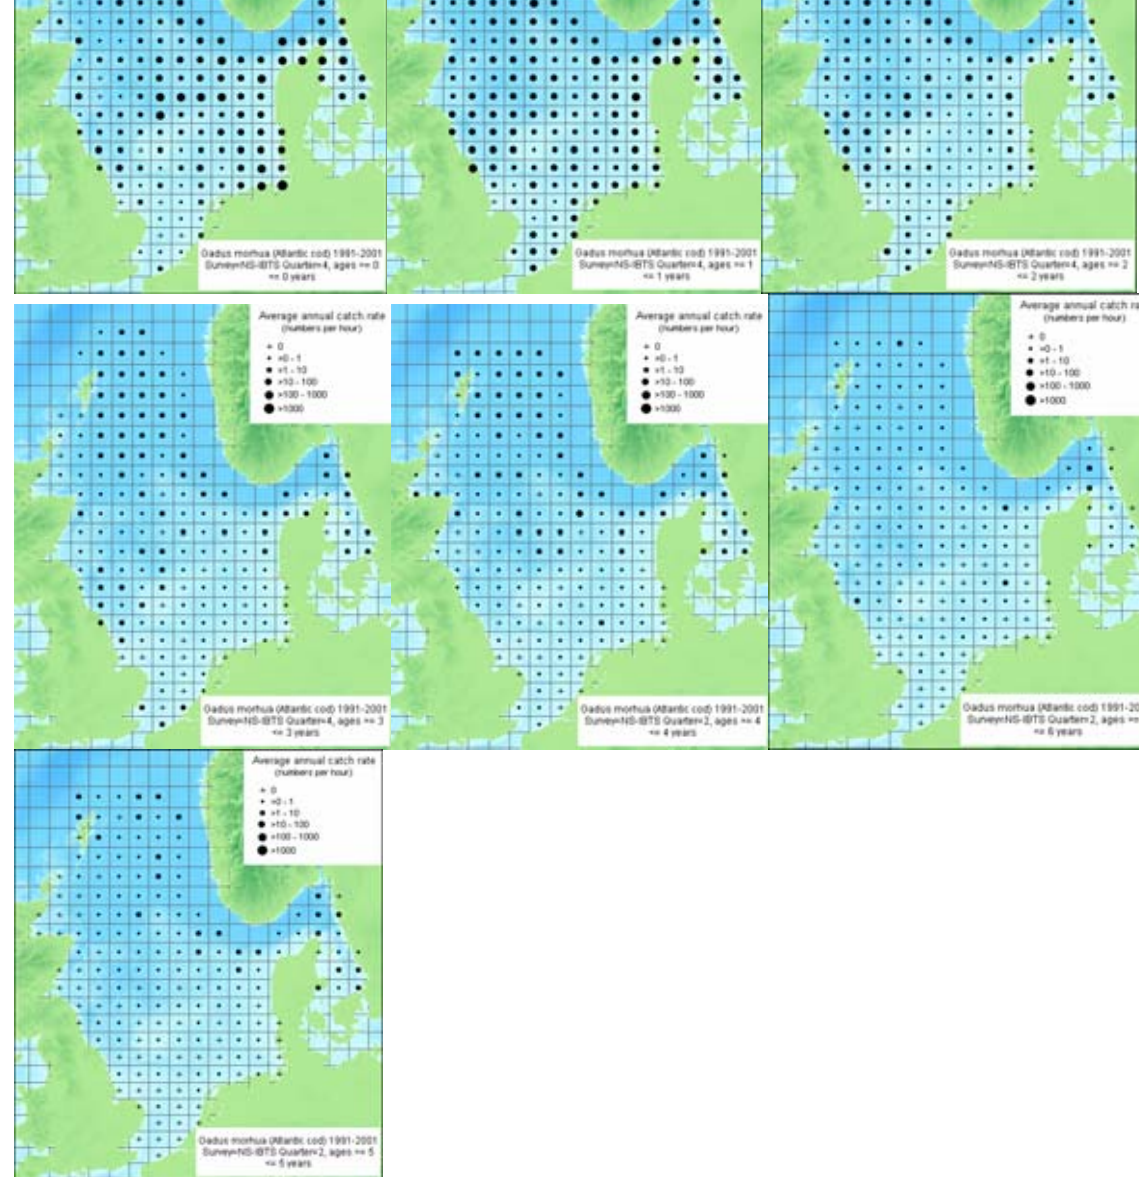 Gadus morhua (Atlantic cod) 1991-2001
Survey=NS-IBTS Quarter=4, ages >= 0
<= 0 years
Gadus morhua (Atlantic cod) 1991-2001
Survey=NS-IBTS Quarter=4, ages >= 1
<= 1 years
Gadus morhua (Atlantic cod) 1991-2001
Survey=NS-IBTS Quarter=4, ages >= 2
<= 2 years
Average annual catch rate
(numbers per hour)
0
>0 - 1
>1 - 10
>10 - 100
>100 - 1000
>1000
Gadus morhua (Atlantic cod) 1991-2001
Survey=NS-IBTS Quarter=4, ages >= 3
<= 3 years
Average annual catch rate
(numbers per hour)
0
>0 - 1
>1 - 10
>10 - 100
>100 - 1000
>1000
Gadus morhua (Atlantic cod) 1991-2001
Survey=NS-IBTS Quarter=2, ages >= 4
<= 4 years
Average annual catch ra
(numbers per hour)
0
>0 - 1
>1 - 10
>10 - 100
>100 - 1000
>1000
Gadus morhua (Atlantic cod) 1991-20
Survey=NS-IBTS Quarter=2, ages >=
<= 6 years
Average annual catch rate
(numbers per hour)
0
>0 - 1
>1 - 10
>10 - 100
>100 - 1000
>1000
Gadus morhua (Atlantic cod) 1991-2001
Survey=NS-IBTS Quarter=2, ages >= 5
<= 5 years